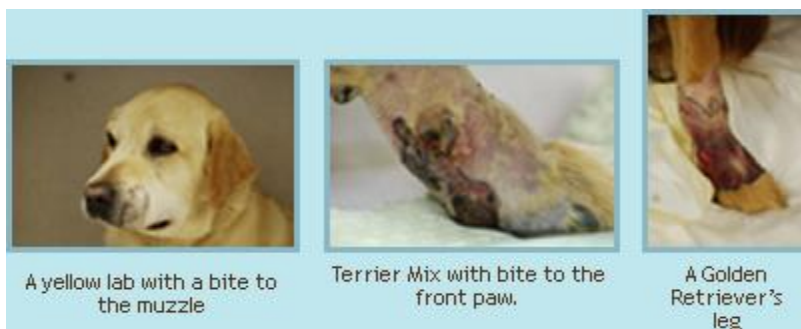 A yellow lab with a bite to
the muzzle
Terrier Mix with bite to the
front paw.
A Golden
Retriever's
leg